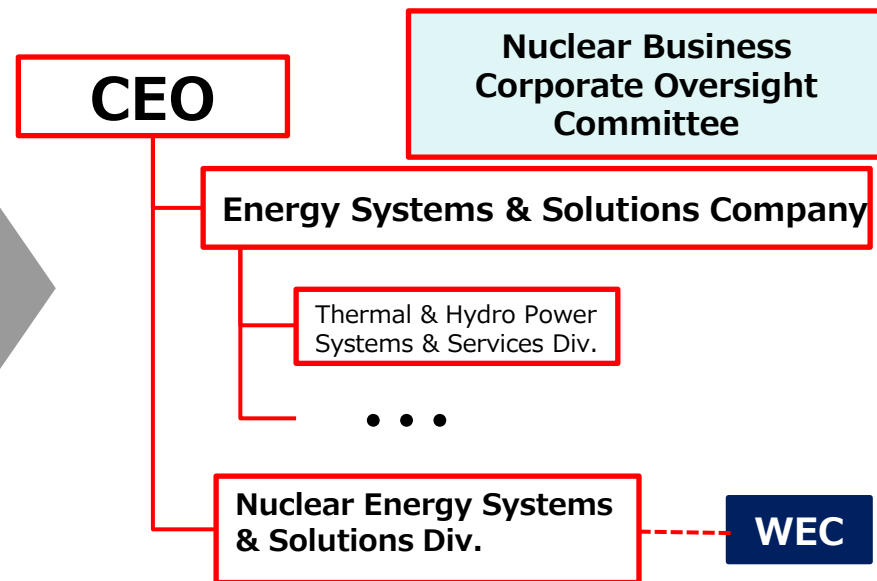 CEO
Nuclear Business
Corporate Oversight
Committee
Energy Systems & Solutions Company
Thermal & Hydro Power
Systems & Services Div.
• • •
Nuclear Energy Systems
& Solutions Div.
WEC